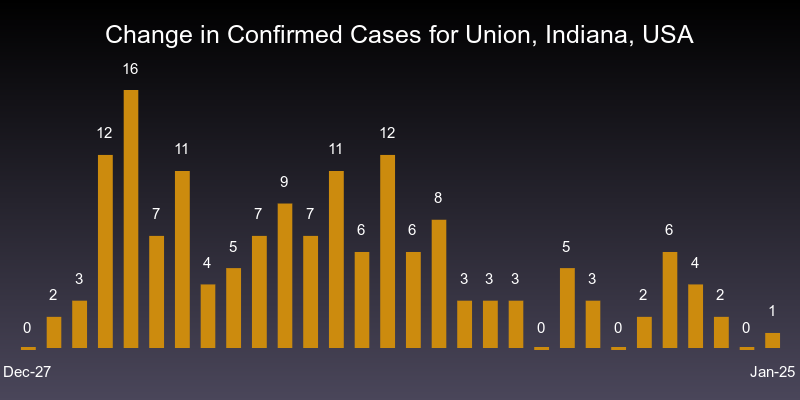 Change in Confirmed Cases for Union, Indiana, USA
0 2 3 12 16 7 11 4 5 7 9 7 11 6 12 6 8 3 3 3 0 5 3 0 2 6 4 2 0 1
Dec-27 Jan-25